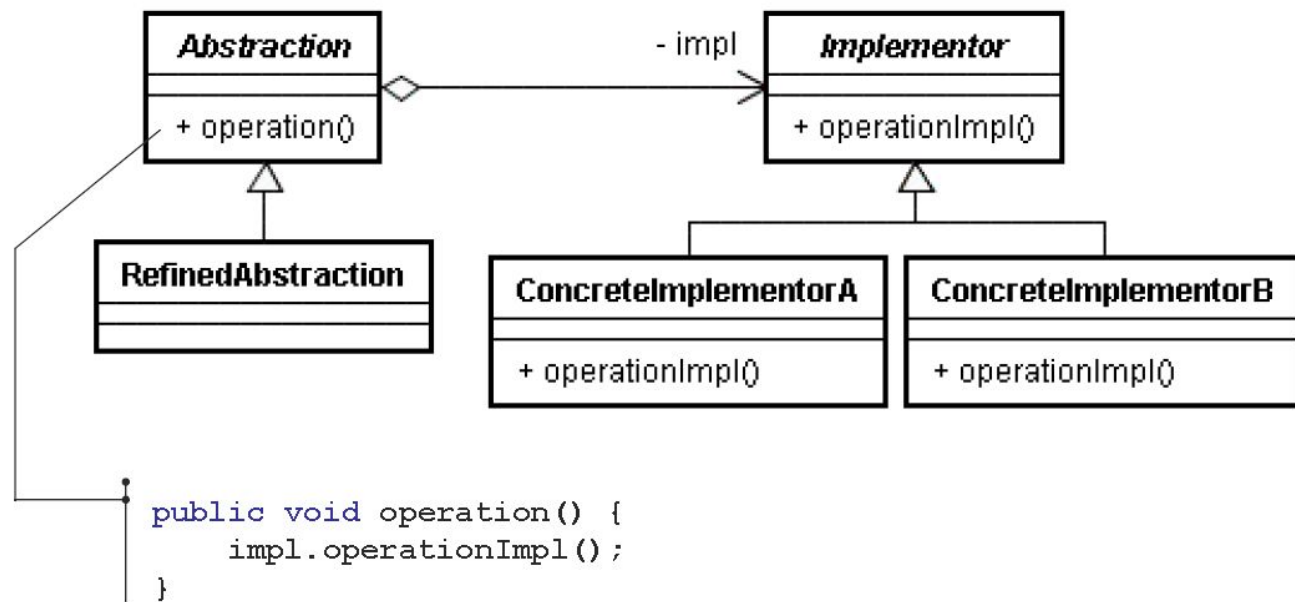 Abstraction
- impl
Implementor
+ operation()
+ operationImpl()
RefinedAbstraction
ConcreteImplementorA
ConcreteImplementorB
+ operationImpl()
+ operationImpl()
public void operation() {
impl.operationImpl();
}